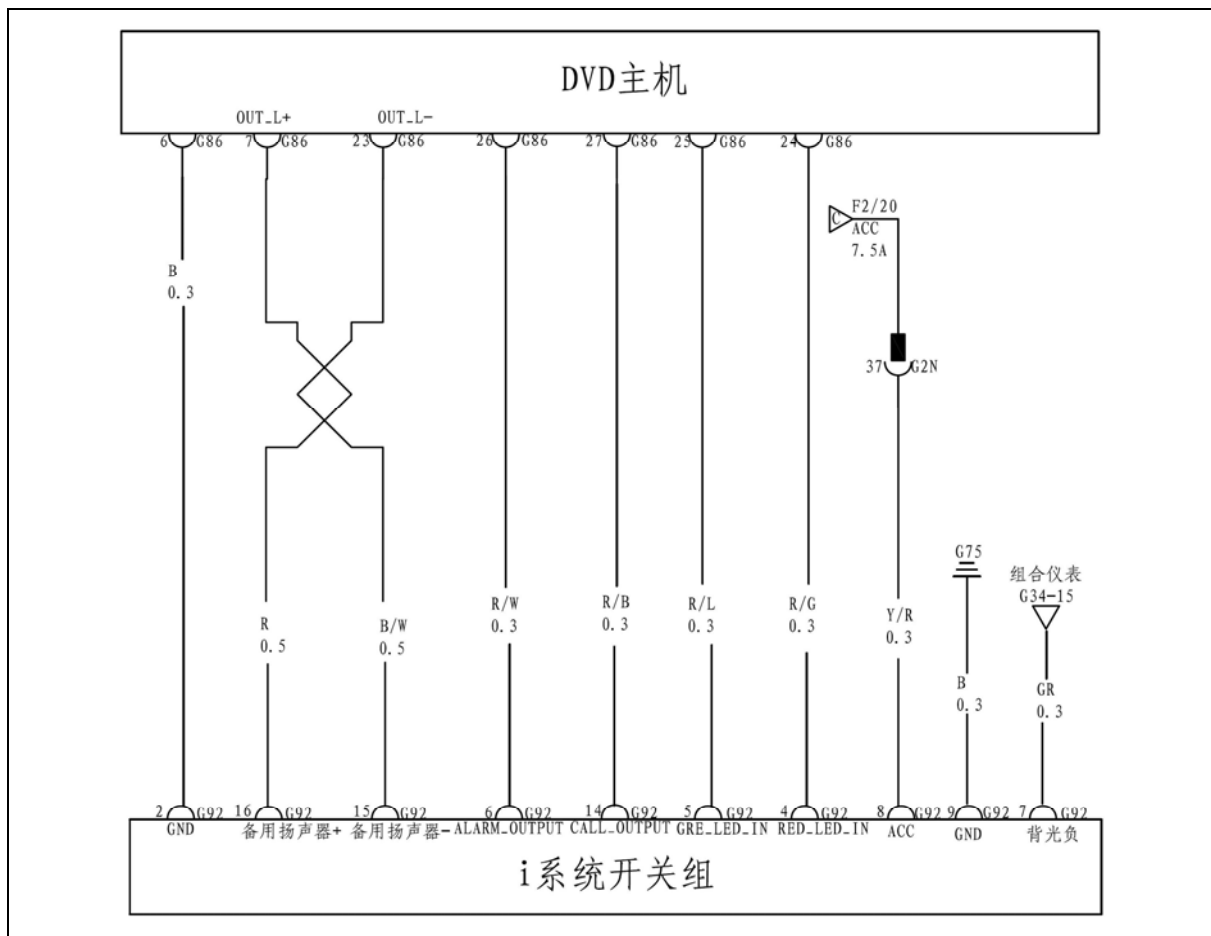 DVD主机
OUT_L+ OUT_L-
6 G86 7 G86 23 G86 26 G86 27 G86 25 G86 24 G86
C F2/20
ACC
7.5A
B
0.3
37 G2N
G75
组合仪表
G34-15
R
0.5
B/W
0.5
R/W
0.3
R/B
0.3
R/L
0.3
R/G
0.3
Y/R
0.3
B
0.3
GR
0.3
2 G92 16 G92 15 G92 6 G92 14 G92 5 G92 4 G92 8 G92 9 G92 7 G92
GND 备用扬声器+ 备用扬声器- ALARM_OUTPUT CALL_OUTPUT GRE_LED_IN RED_LED_IN ACC GND 背光负
i系统开关组